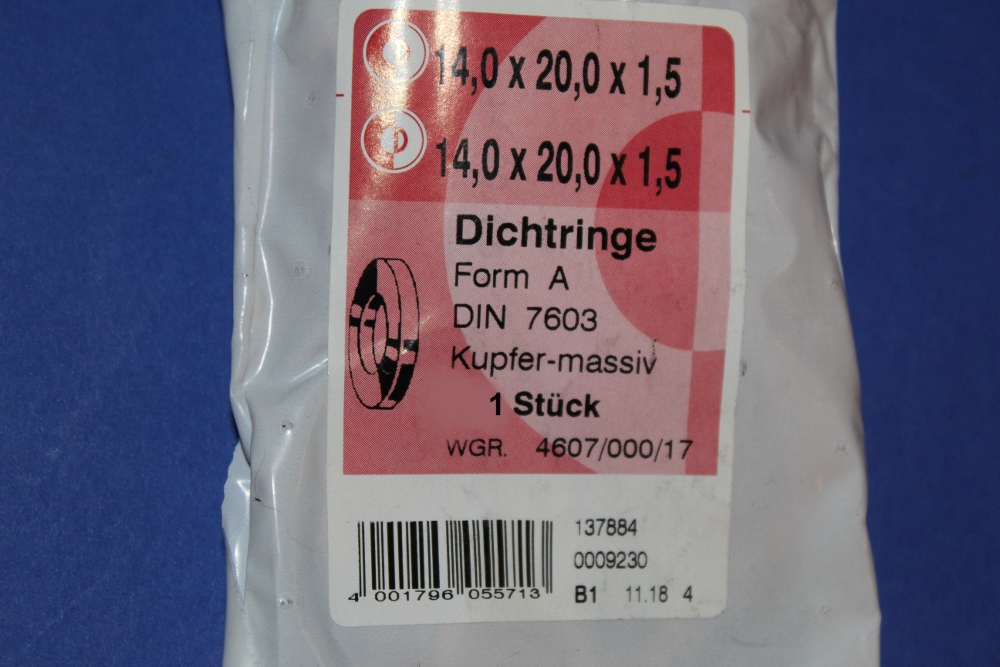 14,0 x 20,0 x 1,5
14,0 x 20,0 x 1,5
Dichtringe
Form A
DIN 7603
Kupfer-massiv
1 Stück
WGR. 4607/000/17
137884
0009230
4 001796 055713
B1 11.18 4